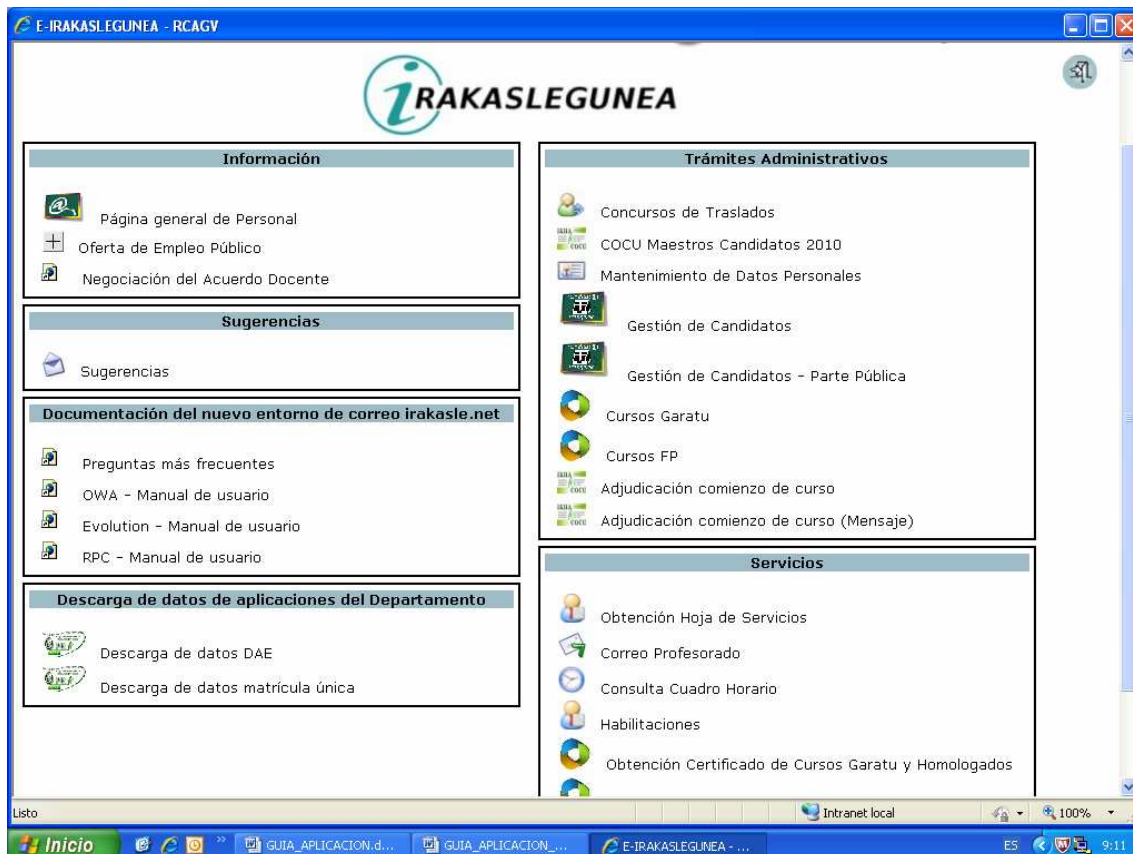 E-IRAKASLEGUNEA - RCAGV
iRAKASLEGUNEA
Información
Página general de Personal
Oferta de Empleo Público
Negociación del Acuerdo Docente
Sugerencias
Sugerencias
Documentación del nuevo entorno de correo irakasle.net
Preguntas más frecuentes
OWA - Manual de usuario
Evolution - Manual de usuario
RPC - Manual de usuario
Descarga de datos de aplicaciones del Departamento
Descarga de datos DAE
Descarga de datos matrícula única
Trámites Administrativos
Concursos de Traslados
COCU Maestros Candidatos 2010
Mantenimiento de Datos Personales
Gestión de Candidatos
Gestión de Candidatos - Parte Pública
Cursos Garatu
Cursos FP
Adjudicación comienzo de curso
Adjudicación comienzo de curso (Mensaje)
Servicios
Obtención Hoja de Servicios
Correo Profesorado
Consulta Cuadro Horario
Habilitaciones
Obtención Certificado de Cursos Garatu y Homologados
Listo
Intranet local
100%
Inicio
GUIA_APLICACION.d...
GUIA_APLICACION_...
E-IRAKASLEGUNEA - ...
ES
9:11